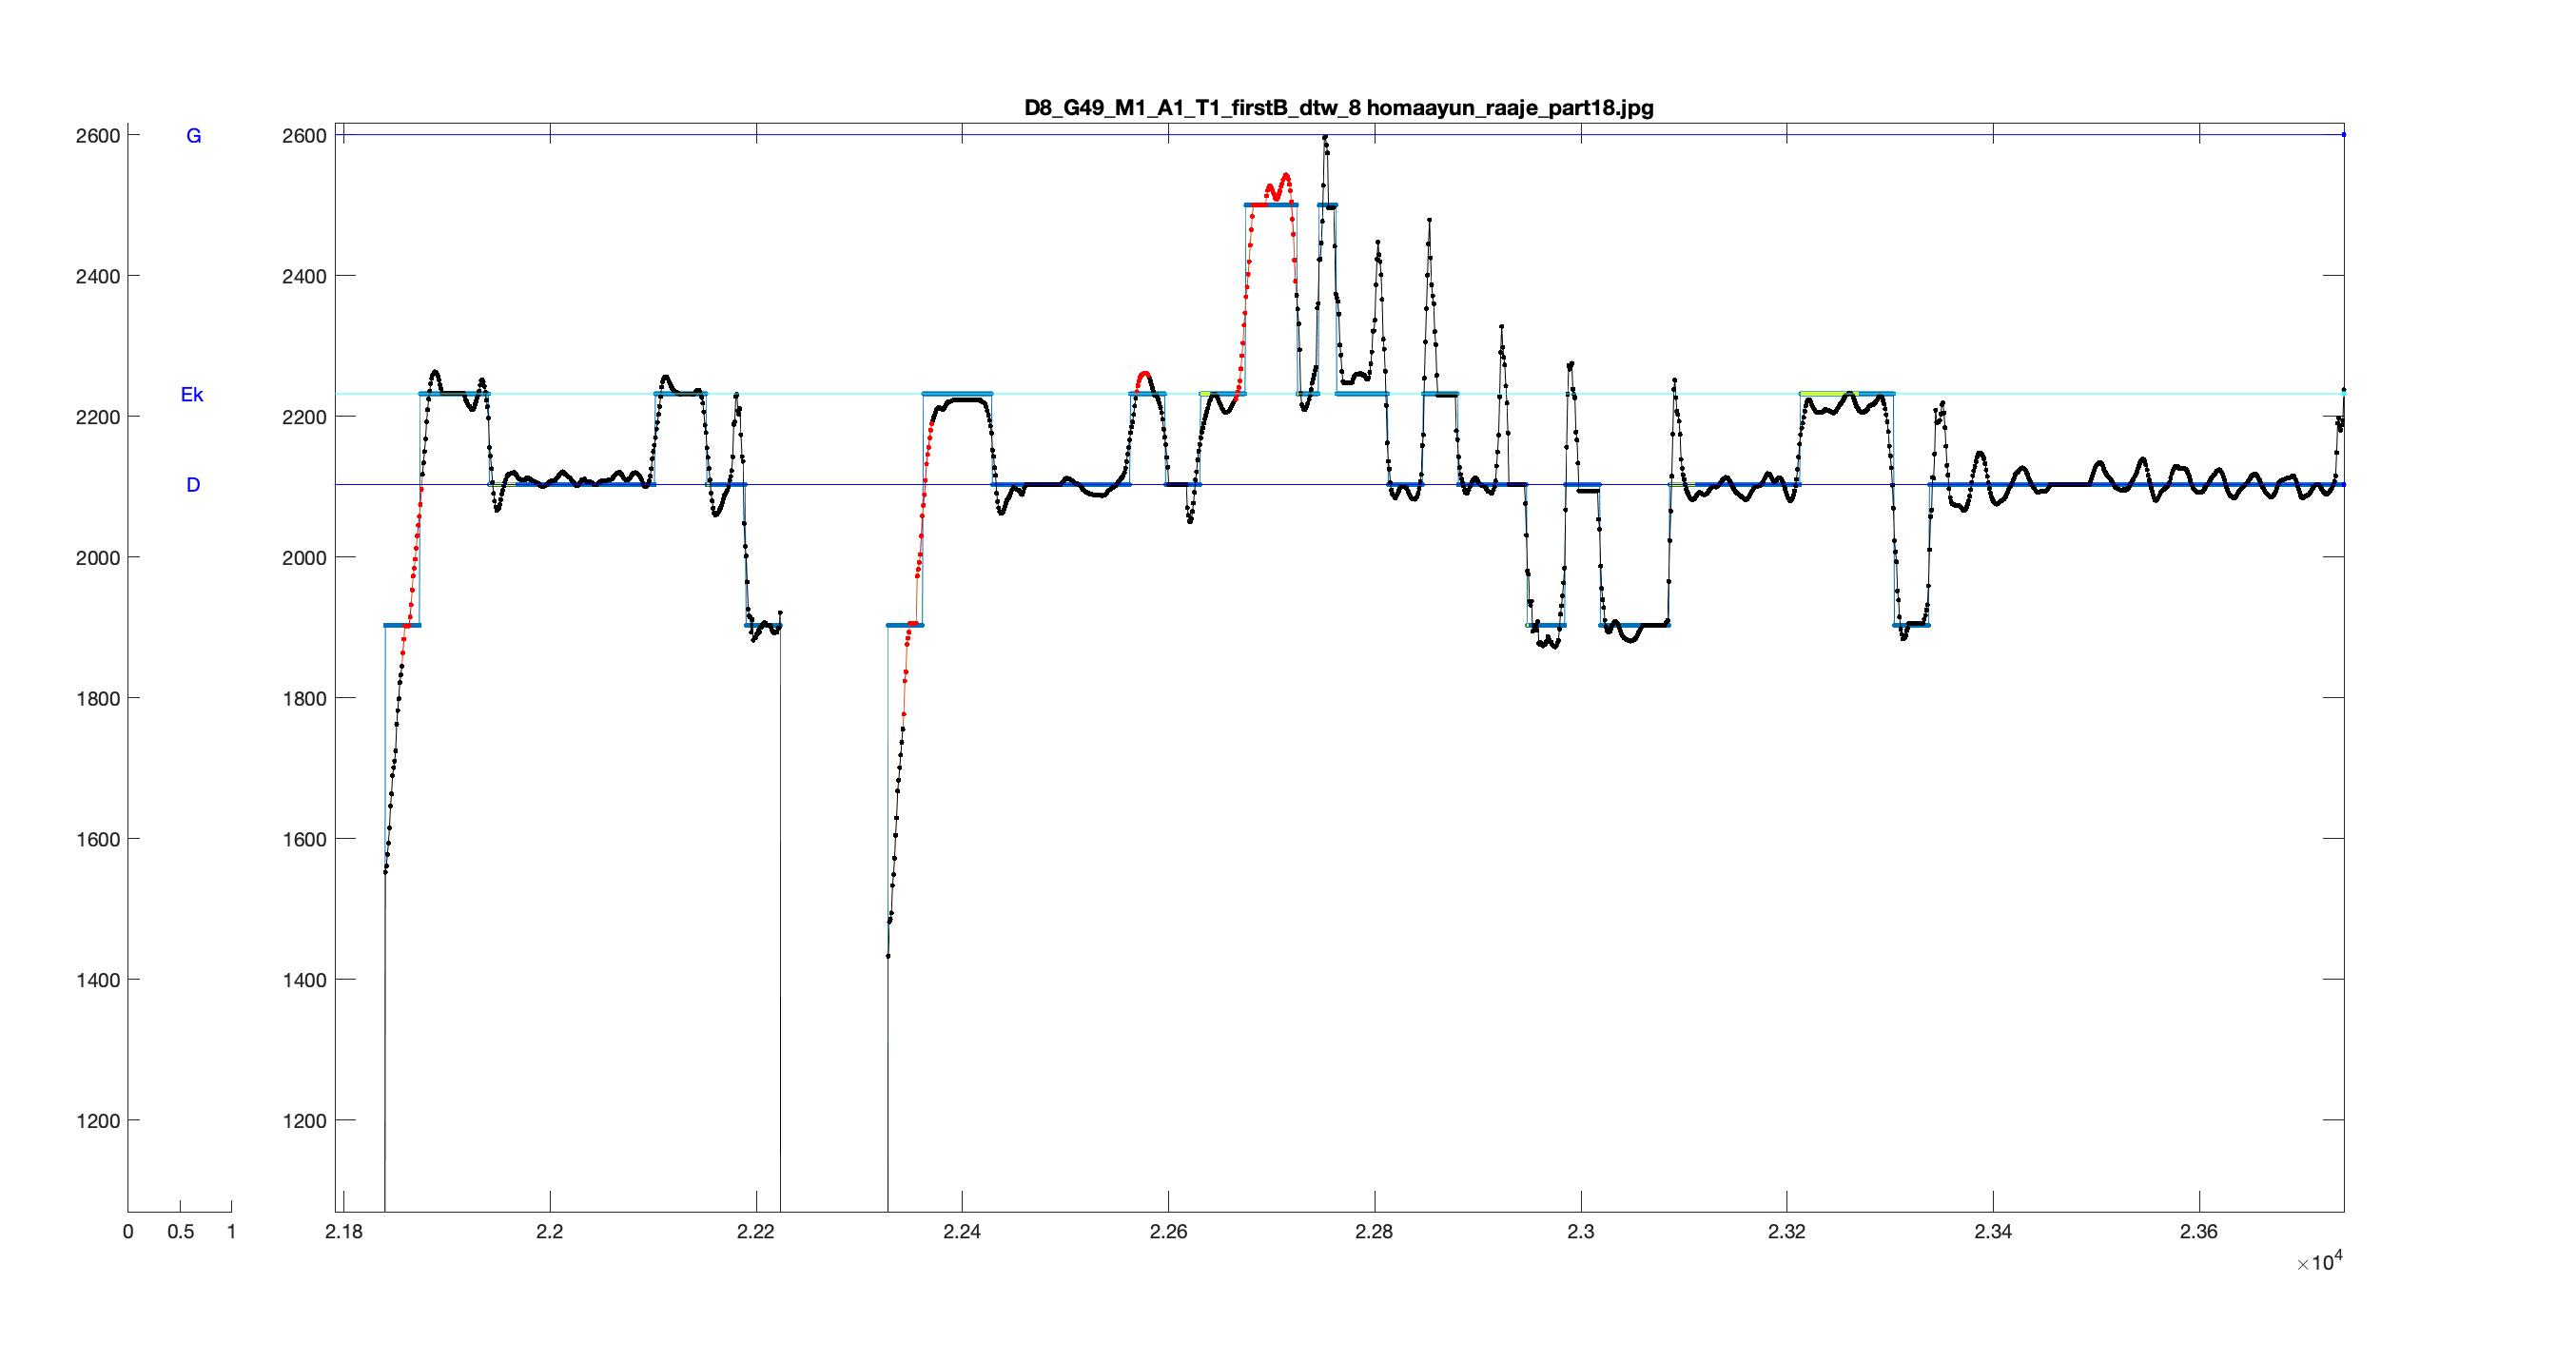 D8_G49_M1_A1_T1_firstB_dtw_8 homaayun_raaje_part18.jpg
2600 G 2600
2400 2400
Ek
2200 2200
D
2000 2000
1800 1800
1600 1600
1400 1400
1200 1200
0 0.5 1 2.18 2.2 2.22 2.24 2.26 2.28 2.3 2.32 2.34 2.36
×10^4